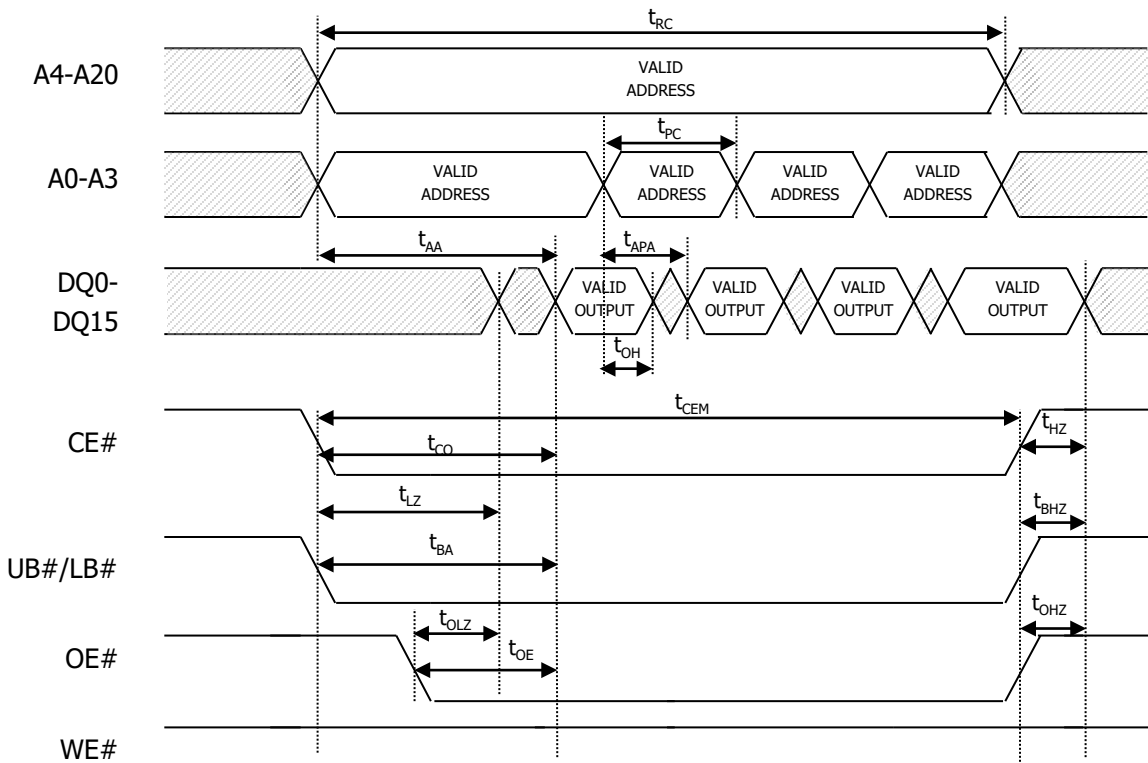 tRC
A4-A20
VALID
ADDRESS
tPC
A0-A3
VALID
ADDRESS
VALID
ADDRESS
VALID
ADDRESS
VALID
ADDRESS
tAA
tAPA
DQ0-
DQ15
VALID
OUTPUT
VALID
OUTPUT
VALID
OUTPUT
VALID
OUTPUT
tOH
tCEM
CE#
tCO
tHZ
tLZ
tBHZ
UB#/LB#
tBA
tOLZ
tOHZ
OE#
tOE
WE#